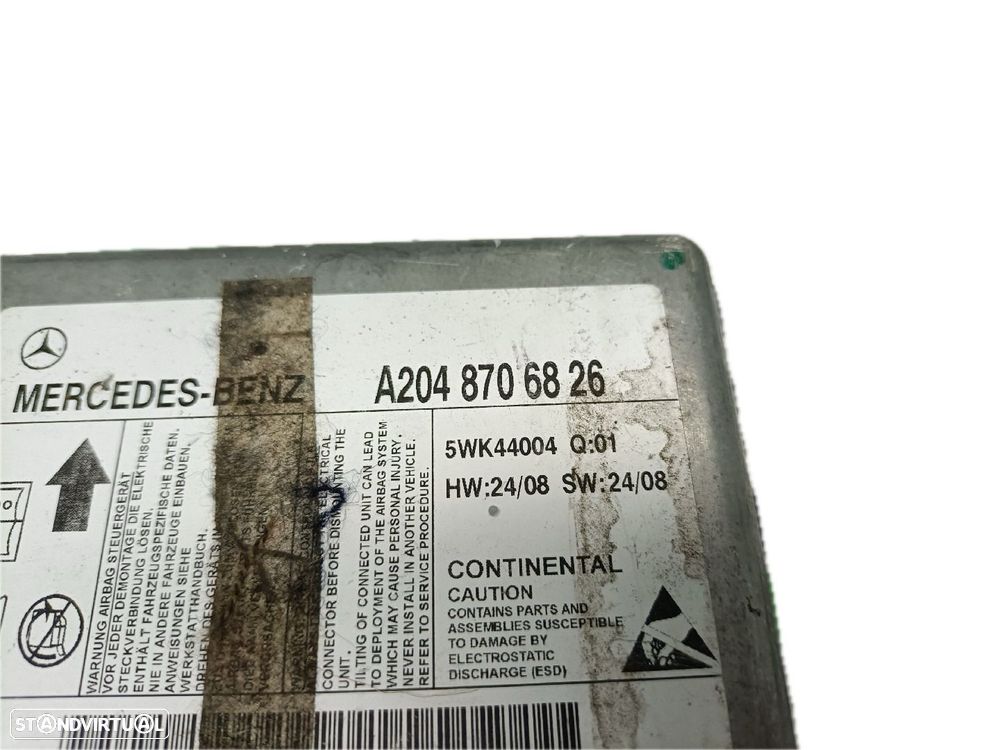 MERCEDES-BENZ
A204 870 68 26
WARNUNG AIRBAG STEUERGERÄT
VOR JEDER DEMONTAGE DIE ELEKTRISCHE
STECKVERBINDUNG LÖSEN.
ENTHÄLT FAHRZEUGSPEZIFISCHE DATEN.
NIE IN ANDERE FAHRZEUGE EINBAUEN.
ANWEISUNGEN SIEHE
WERKSTATTHANDBUCH.
DREHEN DES GERÄTS IM
ELECTRICAL
CONNECTOR BEFORE DISMOUNTING THE
UNIT.
TILTING OF CONNECTED UNIT CAN LEAD
TO DEPLOYMENT OF THE AIRBAG SYSTEM
WHICH MAY CAUSE PERSONAL INJURY.
NEVER INSTALL IN ANOTHER VEHICLE.
REFER TO SERVICE PROCEDURE.
5WK44004 Q:01
HW:24/08 SW:24/08
CONTINENTAL
CAUTION
CONTAINS PARTS AND
ASSEMBLIES SUSCEPTIBLE
TO DAMAGE BY
ELECTROSTATIC
DISCHARGE (ESD)
STANDVIRTUAL